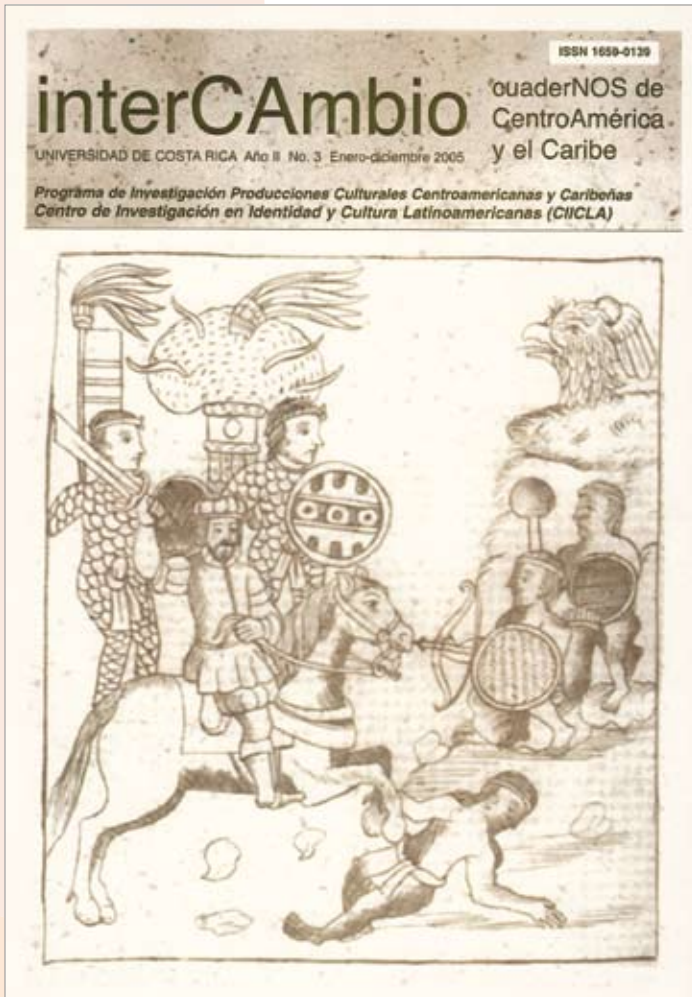 ISSN 1659-0139
interCAmbio
cuaderNOS de
CentroAmérica
y el Caribe
UNIVERSIDAD DE COSTA RICA Año II No. 3 Enero-diciembre 2005
Programa de Investigación Producciones Culturales Centroamericanas y Caribeñas
Centro de Investigación en Identidad y Cultura Latinoamericanas (CIICLA)